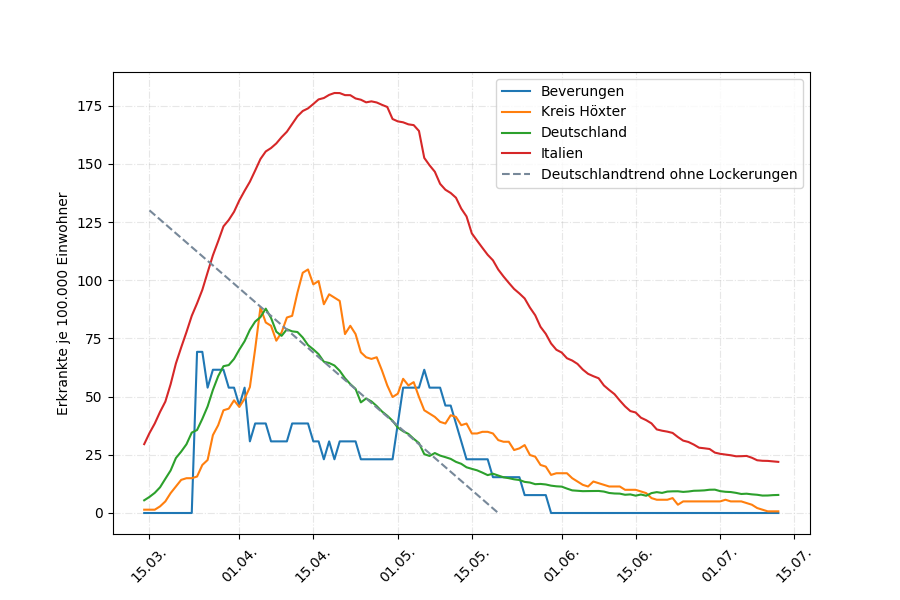 Erkrankte je 100.000 Einwohner
175
150
125
100
75
50
25
0
15.03.
01.04.
15.04.
01.05.
15.05.
01.06.
15.06.
01.07.
15.07.
Beverungen
Kreis Höxter
Deutschland
Italien
Deutschlandtrend ohne Lockerungen